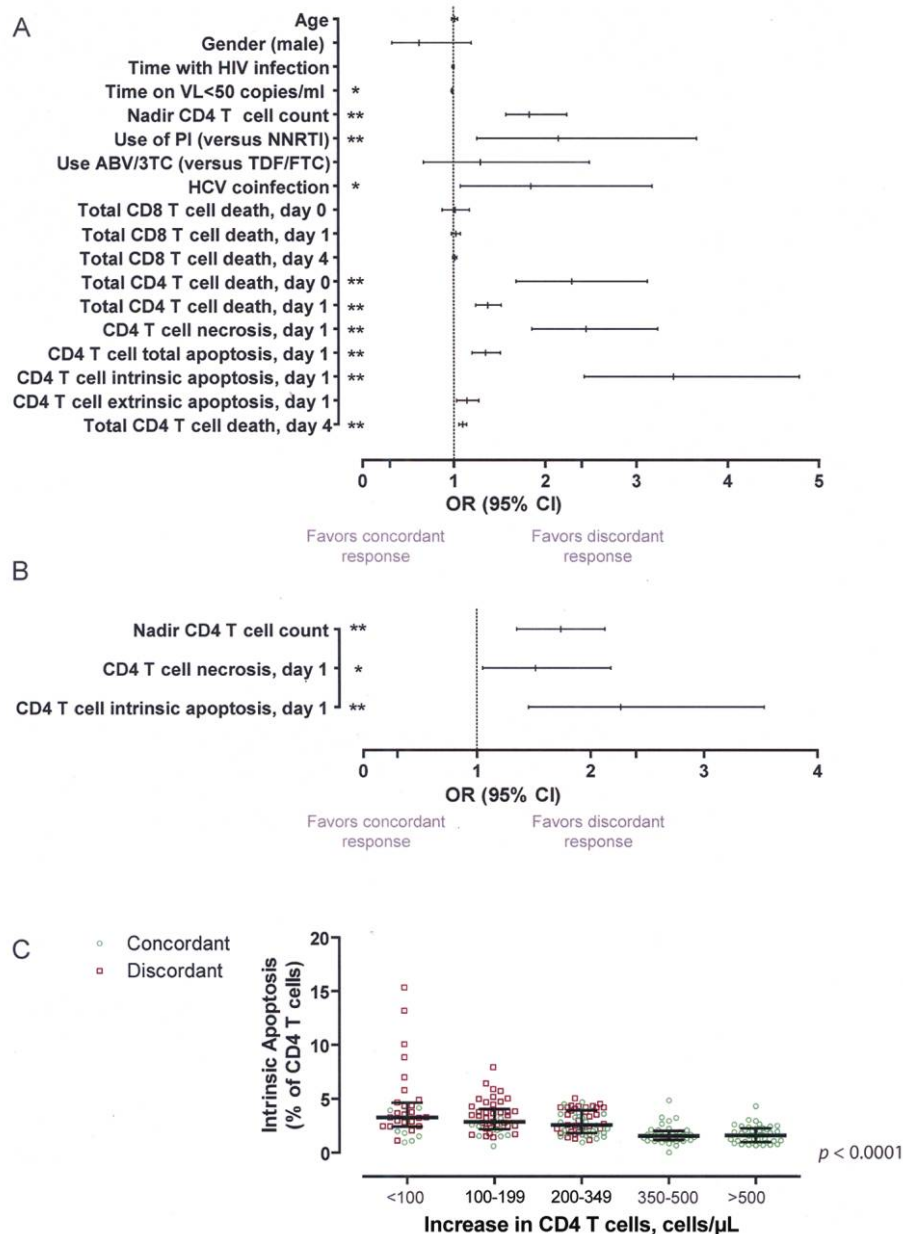 A
Age
Gender (male)
Time with HIV infection
Time on VL<50 copies/ml *
Nadir CD4 T cell count **
Use of PI (versus NNRTI) **
Use ABV/3TC (versus TDF/FTC)
HCV coinfection *
Total CD8 T cell death, day 0
Total CD8 T cell death, day 1
Total CD8 T cell death, day 4
Total CD4 T cell death, day 0 **
Total CD4 T cell death, day 1 **
CD4 T cell necrosis, day 1 **
CD4 T cell total apoptosis, day 1 **
CD4 T cell intrinsic apoptosis, day 1 **
CD4 T cell extrinsic apoptosis, day 1
Total CD4 T cell death, day 4 **
0 1 2 3 4 5
OR (95% CI)
Favors concordant response
Favors discordant response
B
Nadir CD4 T cell count **
CD4 T cell necrosis, day 1 *
CD4 T cell intrinsic apoptosis, day 1 **
0 1 2 3 4
OR (95% CI)
Favors concordant response
Favors discordant response
C
Concordant
Discordant
Intrinsic Apoptosis
(% of CD4 T cells)
20
15
10
5
0
p < 0.0001
<100 100-199 200-349 350-500 >500
Increase in CD4 T cells, cells/µL